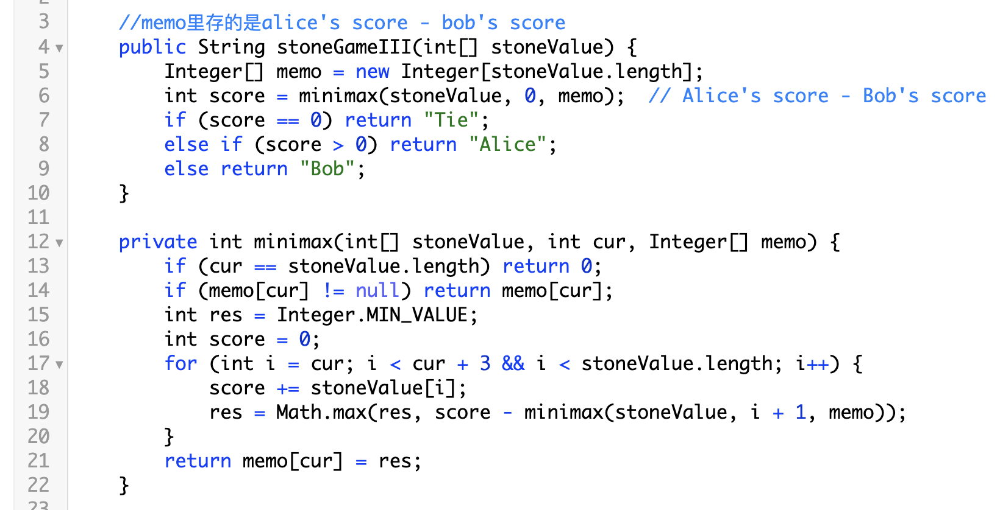 3 //memo里存的是alice's score - bob's score
4 public String stoneGameIII(int[] stoneValue) {
5 Integer[] memo = new Integer[stoneValue.length];
6 int score = minimax(stoneValue, 0, memo);  // Alice's score - Bob's score
7 if (score == 0) return "Tie";
8 else if (score > 0) return "Alice";
9 else return "Bob";
10 }
11
12 private int minimax(int[] stoneValue, int cur, Integer[] memo) {
13 if (cur == stoneValue.length) return 0;
14 if (memo[cur] != null) return memo[cur];
15 int res = Integer.MIN_VALUE;
16 int score = 0;
17 for (int i = cur; i < cur + 3 && i < stoneValue.length; i++) {
18 score += stoneValue[i];
19 res = Math.max(res, score - minimax(stoneValue, i + 1, memo));
20 }
21 return memo[cur] = res;
22 }
23